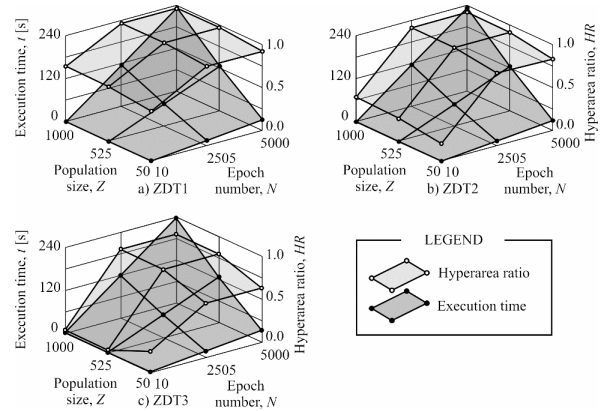 Execution time, t [s]
240
120
0
1000
525
50
Population size, Z
10
2505
5000
Epoch number, N
1.0
0.5
0.0
a) ZDT1
Execution time, t [s]
240
120
0
1000
525
50
Population size, Z
10
2505
5000
Epoch number, N
1.0
0.5
0.0
Hyperarea ratio, HR
b) ZDT2
Execution time, t [s]
240
120
0
1000
525
50
Population size, Z
10
2505
5000
Epoch number, N
1.0
0.5
0.0
Hyperarea ratio, HR
c) ZDT3
LEGEND
Hyperarea ratio
Execution time